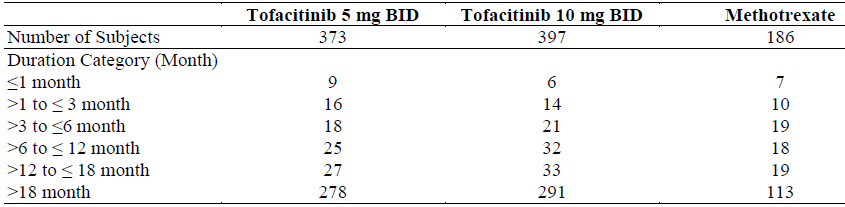 Tofacitinib 5 mg BID Tofacitinib 10 mg BID Methotrexate
Number of Subjects 373 397 186
Duration Category (Month)
≤1 month 9 6 7
>1 to ≤ 3 month 16 14 10
>3 to ≤6 month 18 21 19
>6 to ≤ 12 month 25 32 18
>12 to ≤ 18 month 27 33 19
>18 month 278 291 113